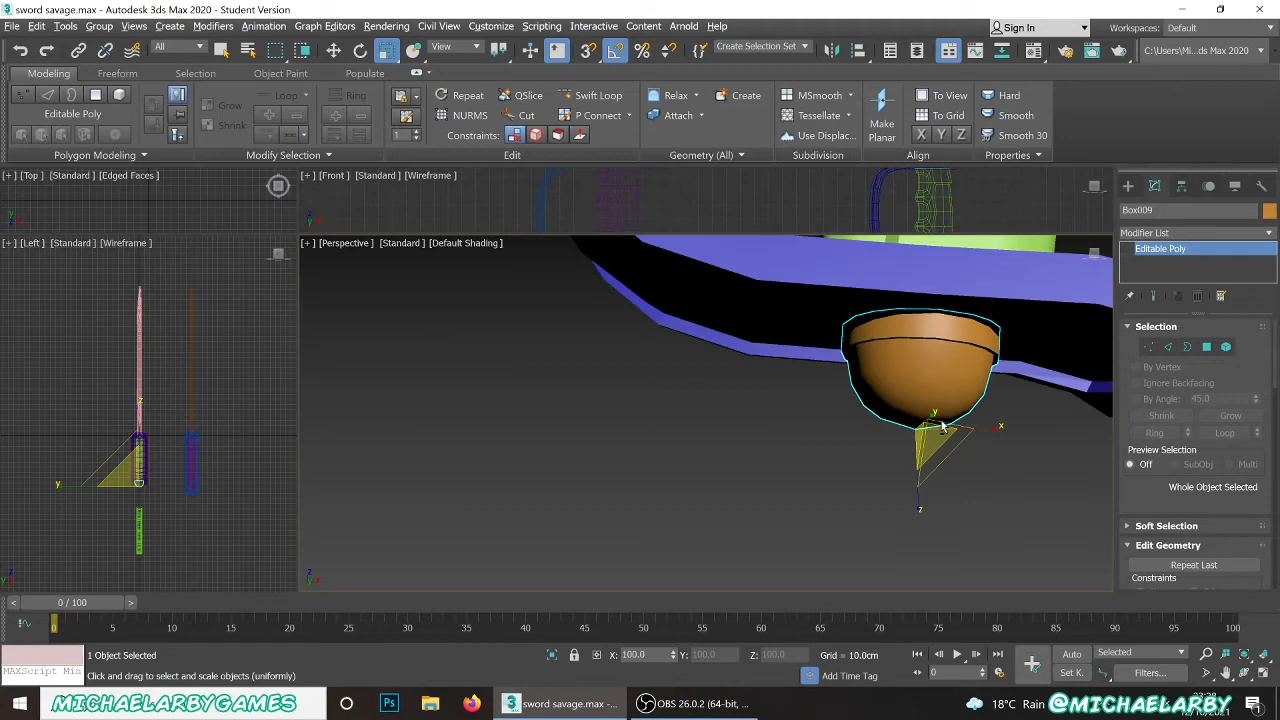 sword savage.max - Autodesk 3ds Max 2020 - Student Version
File Edit Tools Group Views Create Modifiers Animation Graph Editors Rendering Civil View Customize Scripting Interactive Content Arnold Help
Sign In Workspaces: Default
All View Create Selection Set C:\Users\Mi...ds Max 2020
Modeling Freeform Selection Object Paint Populate
Loop Ring Repeat QSlice Swift Loop Relax Create MSmooth To View Hard
Editable Poly Grow NURMS Cut P Connect Attach Tessellate To Grid Smooth
Shrink 1 Constraints: Make Planar Use Displac... X Y Z Smooth 30
Polygon Modeling Modify Selection Edit Geometry (All) Subdivision Align Properties
[+] [Top] [Standard] [Edged Faces]
[+] [Front] [Standard] [Wireframe]
[+] [Left] [Standard] [Wireframe]
[+] [Perspective] [Standard] [Default Shading]
y
x
z
y
Box009
Modifier List
Editable Poly
Selection
By Vertex
Ignore Backfacing
By Angle: 45.0
Shrink Grow
Ring Loop
Preview Selection
Off SubObj Multi
Whole Object Selected
Soft Selection
Edit Geometry
Repeat Last
Constraints
< 0 / 100 >
0 5 10 15 20 25 30 35 40 45 50 55 60 65 70 75 80 85 90 95 100
1 Object Selected X: 100.0 Y: 100.0 Z: 100.0 Grid = 10.0cm Auto Selected
MAXScript Min Click and drag to select and scale objects (uniformly) Add Time Tag 0 Set K. Filters...
MICHAELARBYGAMES Ps sword savage.max -... OBS 26.0.2 (64-bit, ... 18°C Rain @MICHAELARBY